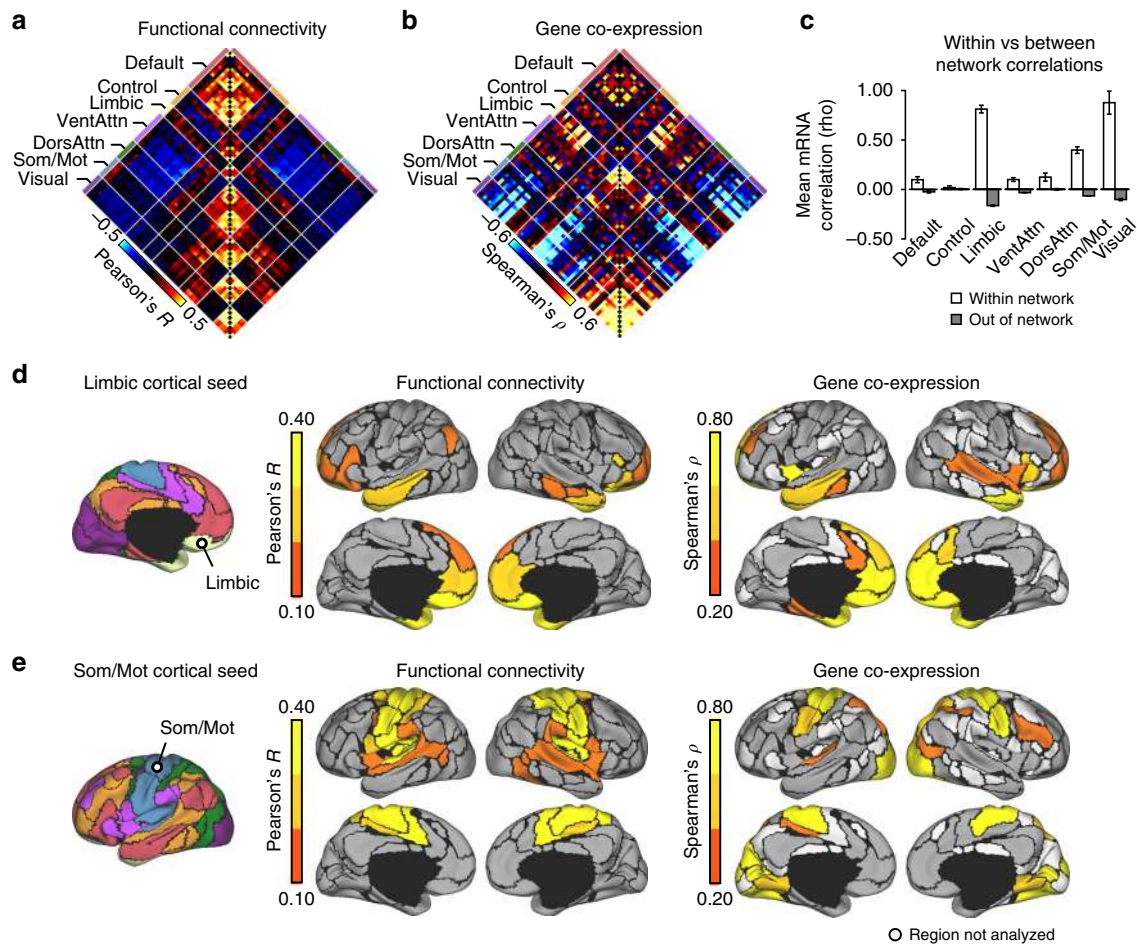 a
Functional connectivity
Default
Control
Limbic
VentAttn
DorsAttn
Som/Mot
Visual
–0.5
Pearson's R
0.5
b
Gene co-expression
Default
Control
Limbic
VentAttn
DorsAttn
Som/Mot
Visual
–0.6
Spearman's ρ
0.6
c
Within vs between
network correlations
Mean mRNA
correlation (rho)
1.00
0.50
0.00
–0.50
Default
Control
Limbic
VentAttn
DorsAttn
Som/Mot
Visual
Within network
Out of network
d
Limbic cortical seed
Functional connectivity
Gene co-expression
Limbic
0.40
Pearson's R
0.10
0.80
Spearman's ρ
0.20
e
Som/Mot cortical seed
Functional connectivity
Gene co-expression
Som/Mot
0.40
Pearson's R
0.10
0.80
Spearman's ρ
0.20
Region not analyzed